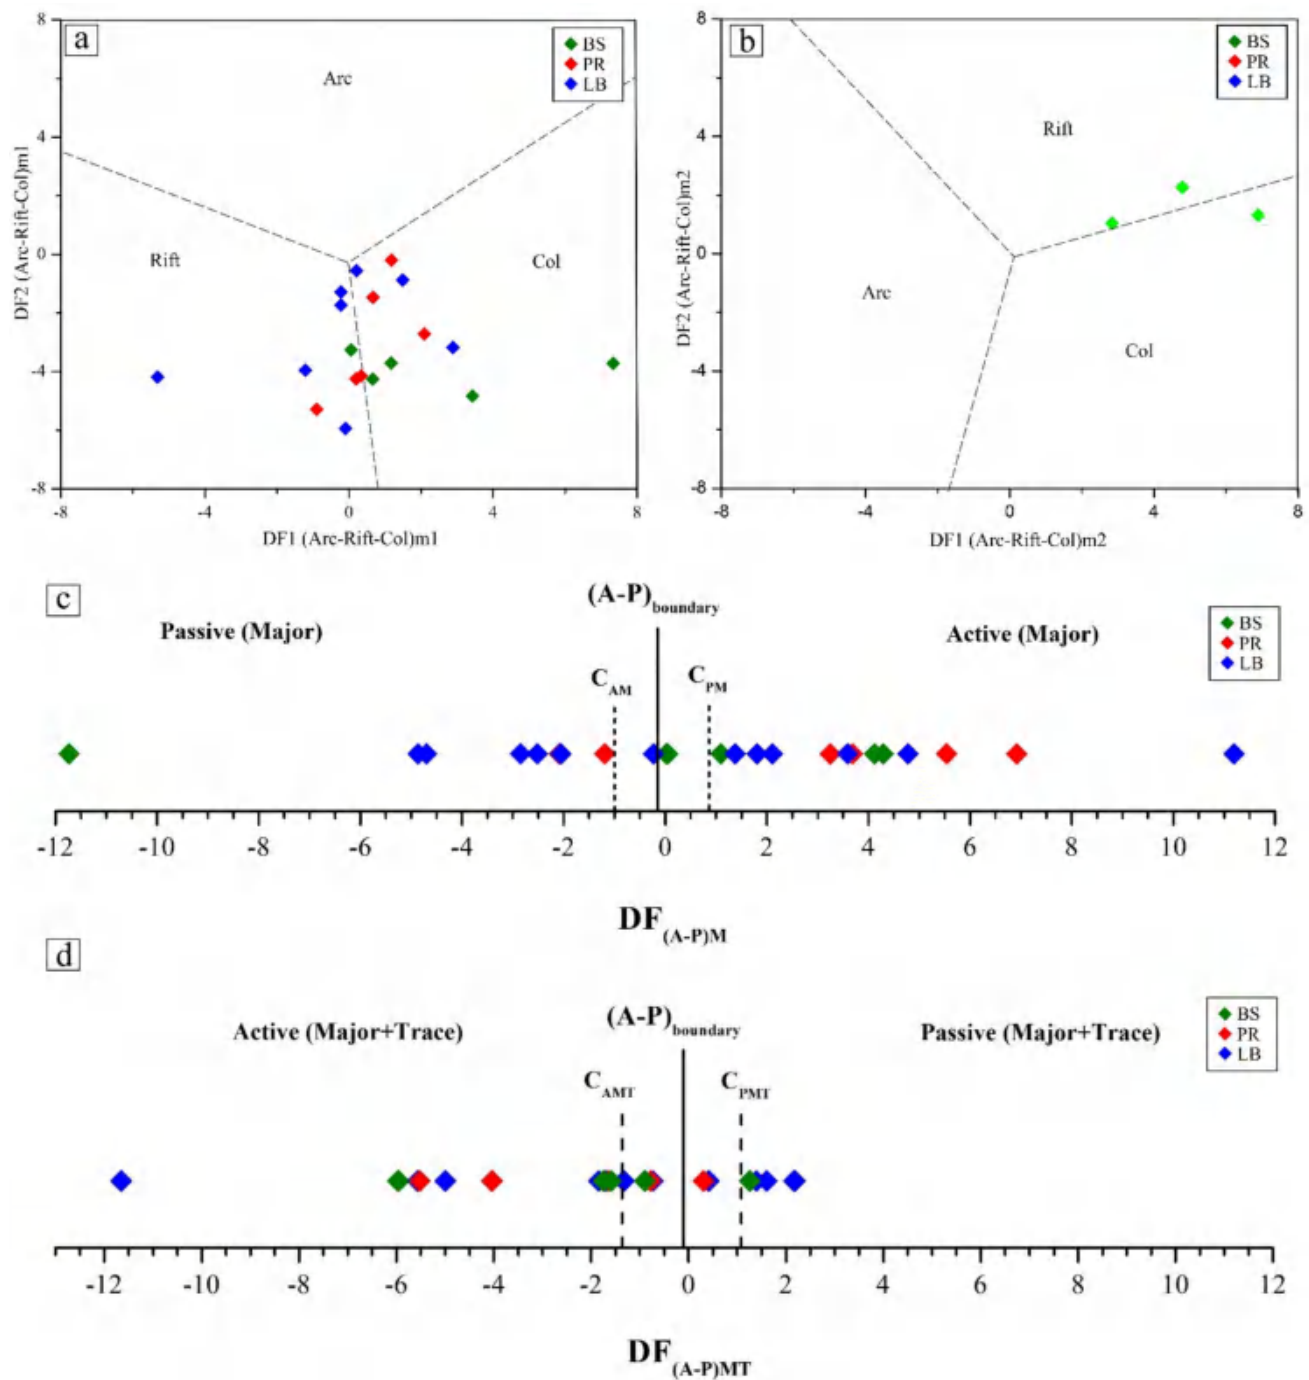 a
b
BS
PR
LB
BS
PR
LB
Arc
Rift
Rift
Col
Arc
Col
8
4
0
-4
-8
8
4
0
-4
-8
DF2 (Arc-Rift-Col)m1
DF2 (Arc-Rift-Col)m2
-8 -4 0 4 8
-8 -4 0 4 8
DF1 (Arc-Rift-Col)m1
DF1 (Arc-Rift-Col)m2
c
(A-P)boundary
Passive (Major)
Active (Major)
BS
PR
LB
CAM
CPM
-12 -10 -8 -6 -4 -2 0 2 4 6 8 10 12
DF(A-P)M
d
(A-P)boundary
Active (Major+Trace)
Passive (Major+Trace)
BS
PR
LB
CAMT
CPMT
-12 -10 -8 -6 -4 -2 0 2 4 6 8 10 12
DF(A-P)MT